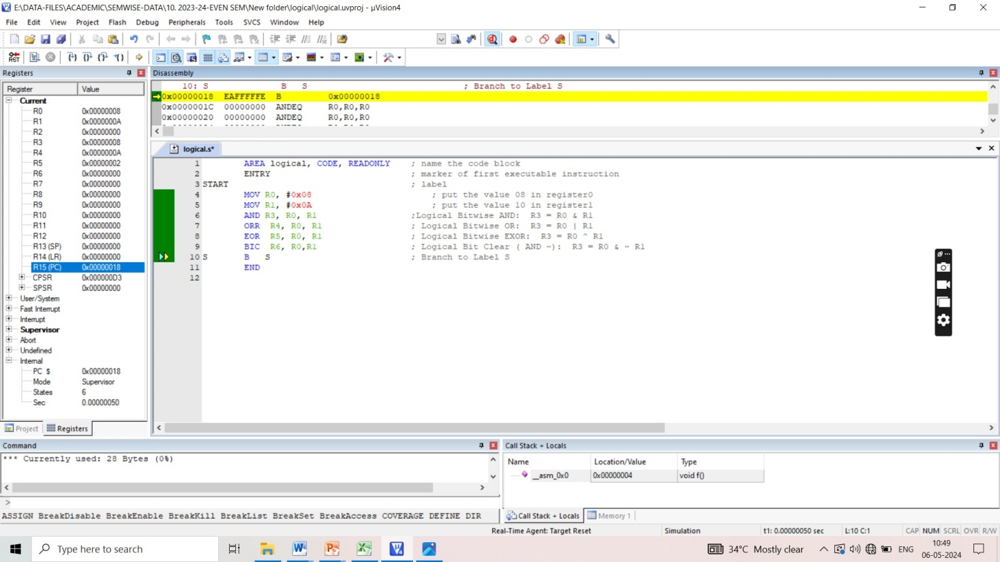 E:\DATA-FILES\ACADEMIC\SEMWISE-DATA\10. 2023-24-EVEN SEM\New folder\logical\logical.uvproj - µVision4
File Edit View Project Flash Debug Peripherals Tools SVCS Window Help
Registers
Register Value
Current
R0 0x00000008
R1 0x0000000A
R2 0x00000000
R3 0x00000008
R4 0x0000000A
R5 0x00000002
R6 0x00000000
R7 0x00000000
R8 0x00000000
R9 0x00000000
R10 0x00000000
R11 0x00000000
R12 0x00000000
R13 (SP) 0x00000000
R14 (LR) 0x00000000
R15 (PC) 0x00000018
CPSR 0x000000D3
SPSR 0x00000000
User/System
Fast Interrupt
Interrupt
Supervisor
Abort
Undefined
Internal
PC $ 0x00000018
Mode Supervisor
States 6
Sec 0.00000050
Project Registers
Disassembly
10: S B S ; Branch to Label S
0x00000018 EAFFFFFE B 0x00000018
0x0000001C 00000000 ANDEQ R0,R0,R0
0x00000020 00000000 ANDEQ R0,R0,R0
logical.s*
1 AREA logical, CODE, READONLY ; name the code block
2 ENTRY ; marker of first executable instruction
3 START ; label
4 MOV R0, #0x08 ; put the value 08 in register0
5 MOV R1, #0x0A ; put the value 10 in register1
6 AND R3, R0, R1 ;Logical Bitwise AND: R3 = R0 & R1
7 ORR R4, R0, R1 ; Logical Bitwise OR: R3 = R0 | R1
8 EOR R5, R0, R1 ; Logical Bitwise EXOR: R3 = R0 ^ R1
9 BIC R6, R0,R1 ; Logical Bit Clear ( AND ~): R3 = R0 & ~ R1
10 S B S ; Branch to Label S
11 END
12
Command
*** Currently used: 28 Bytes (0%)
>
ASSIGN BreakDisable BreakEnable BreakKill BreakList BreakSet BreakAccess COVERAGE DEFINE DIR
Call Stack + Locals
Name Location/Value Type
__asm_0x0 0x00000004 void f()
Call Stack + Locals Memory 1
Real-Time Agent: Target Reset Simulation t1: 0.00000050 sec L:10 C:1 CAP NUM SCRL OVR R/W
Type here to search
34°C Mostly clear
ENG
10:49
06-05-2024